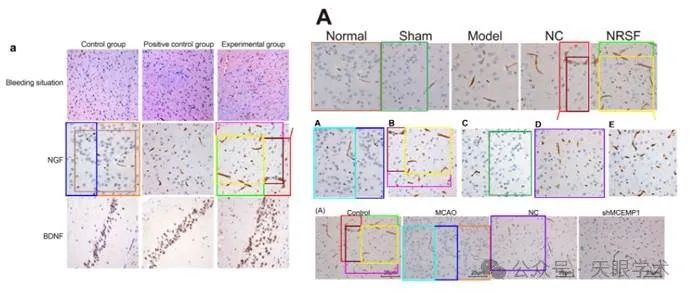 a
Control group Positive control group Experimental group
Bleeding situation
NGF
BDNF
A
Normal Sham Model NC NRSF
A B C D E
(A) Control MCAO NC shMCEMP1
公众号 · 天眼学术